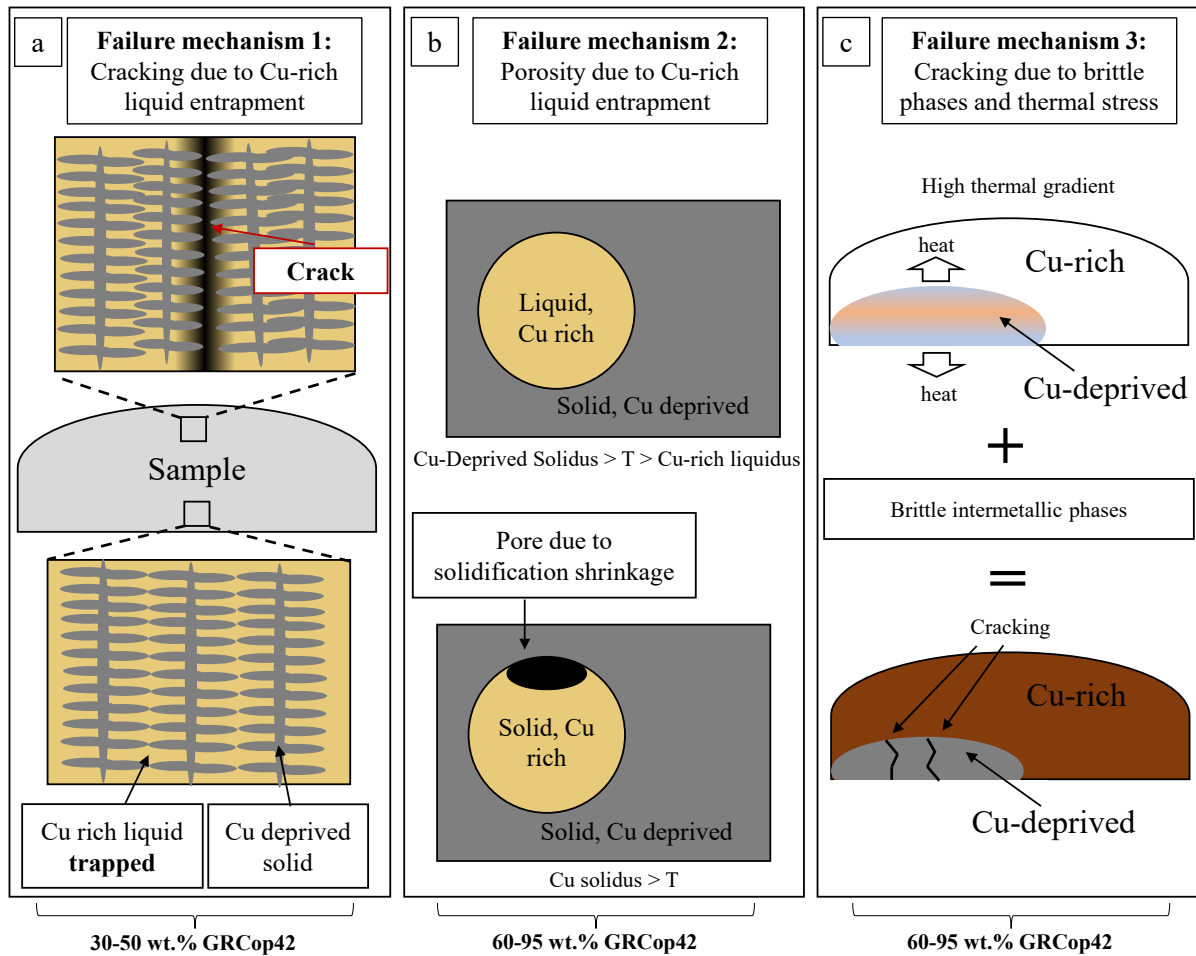 a
Failure mechanism 1:
Cracking due to Cu-rich
liquid entrapment
Crack
Sample
Cu rich liquid
trapped
Cu deprived
solid
30-50 wt.% GRCop42
b
Failure mechanism 2:
Porosity due to Cu-rich
liquid entrapment
Liquid,
Cu rich
Solid, Cu deprived
Cu-Deprived Solidus > T > Cu-rich liquidus
Pore due to
solidification shrinkage
Solid, Cu
rich
Solid, Cu deprived
Cu solidus > T
60-95 wt.% GRCop42
c
Failure mechanism 3:
Cracking due to brittle
phases and thermal stress
High thermal gradient
heat
Cu-rich
heat
Cu-deprived
+
Brittle intermetallic phases
=
Cracking
Cu-rich
Cu-deprived
60-95 wt.% GRCop42